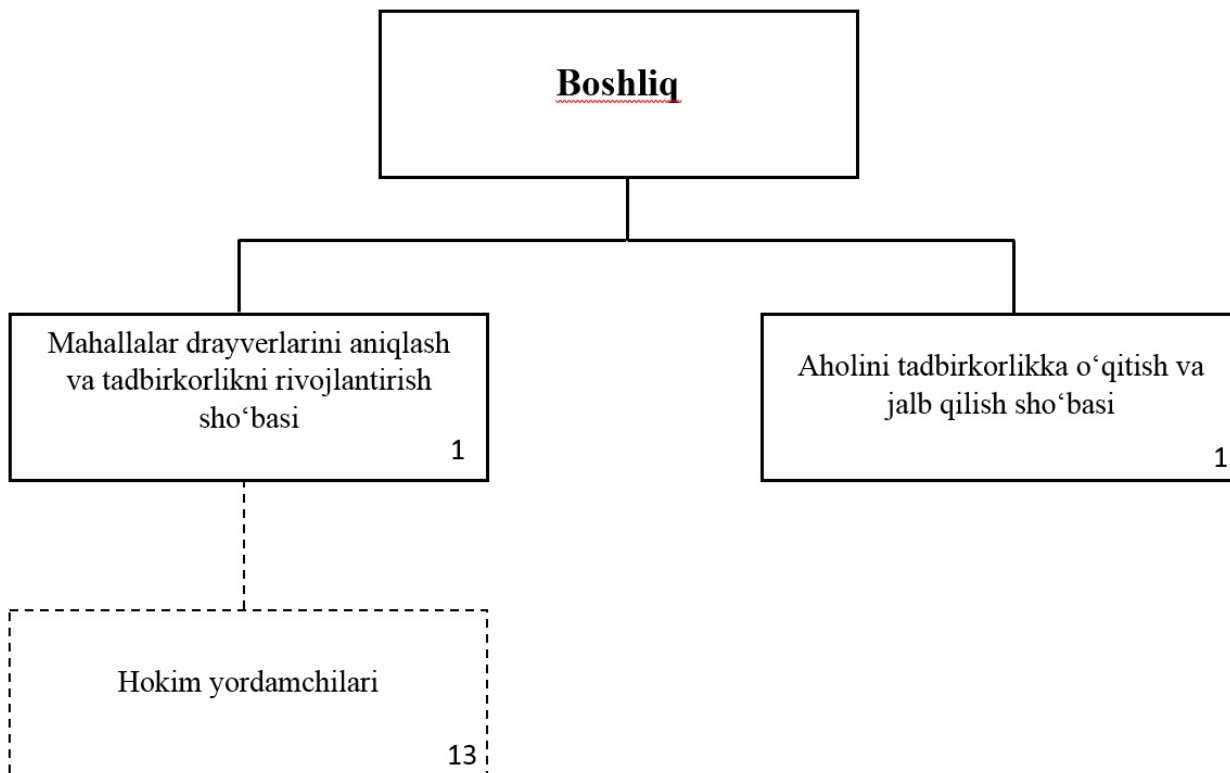 Boshliq
Mahallalar drayverlarini aniqlash
va tadbirkorlikni rivojlantirish
sho‘basi
1
Aholini tadbirkorlikka o‘qitish va
jalb qilish sho‘basi
1
Hokim yordamchilari
13